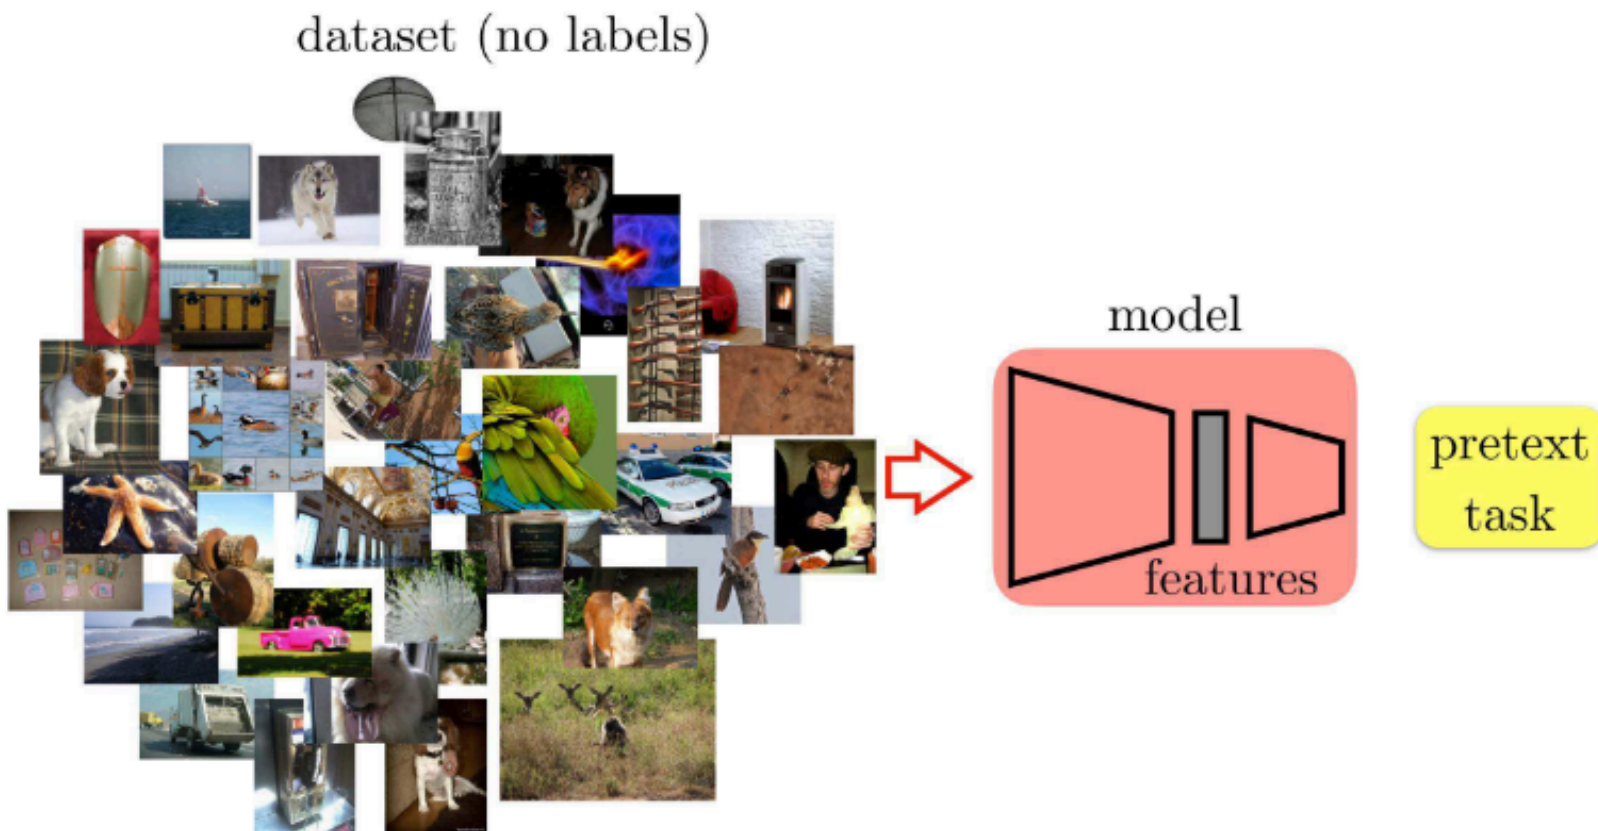 dataset (no labels)
model
features
pretext
task